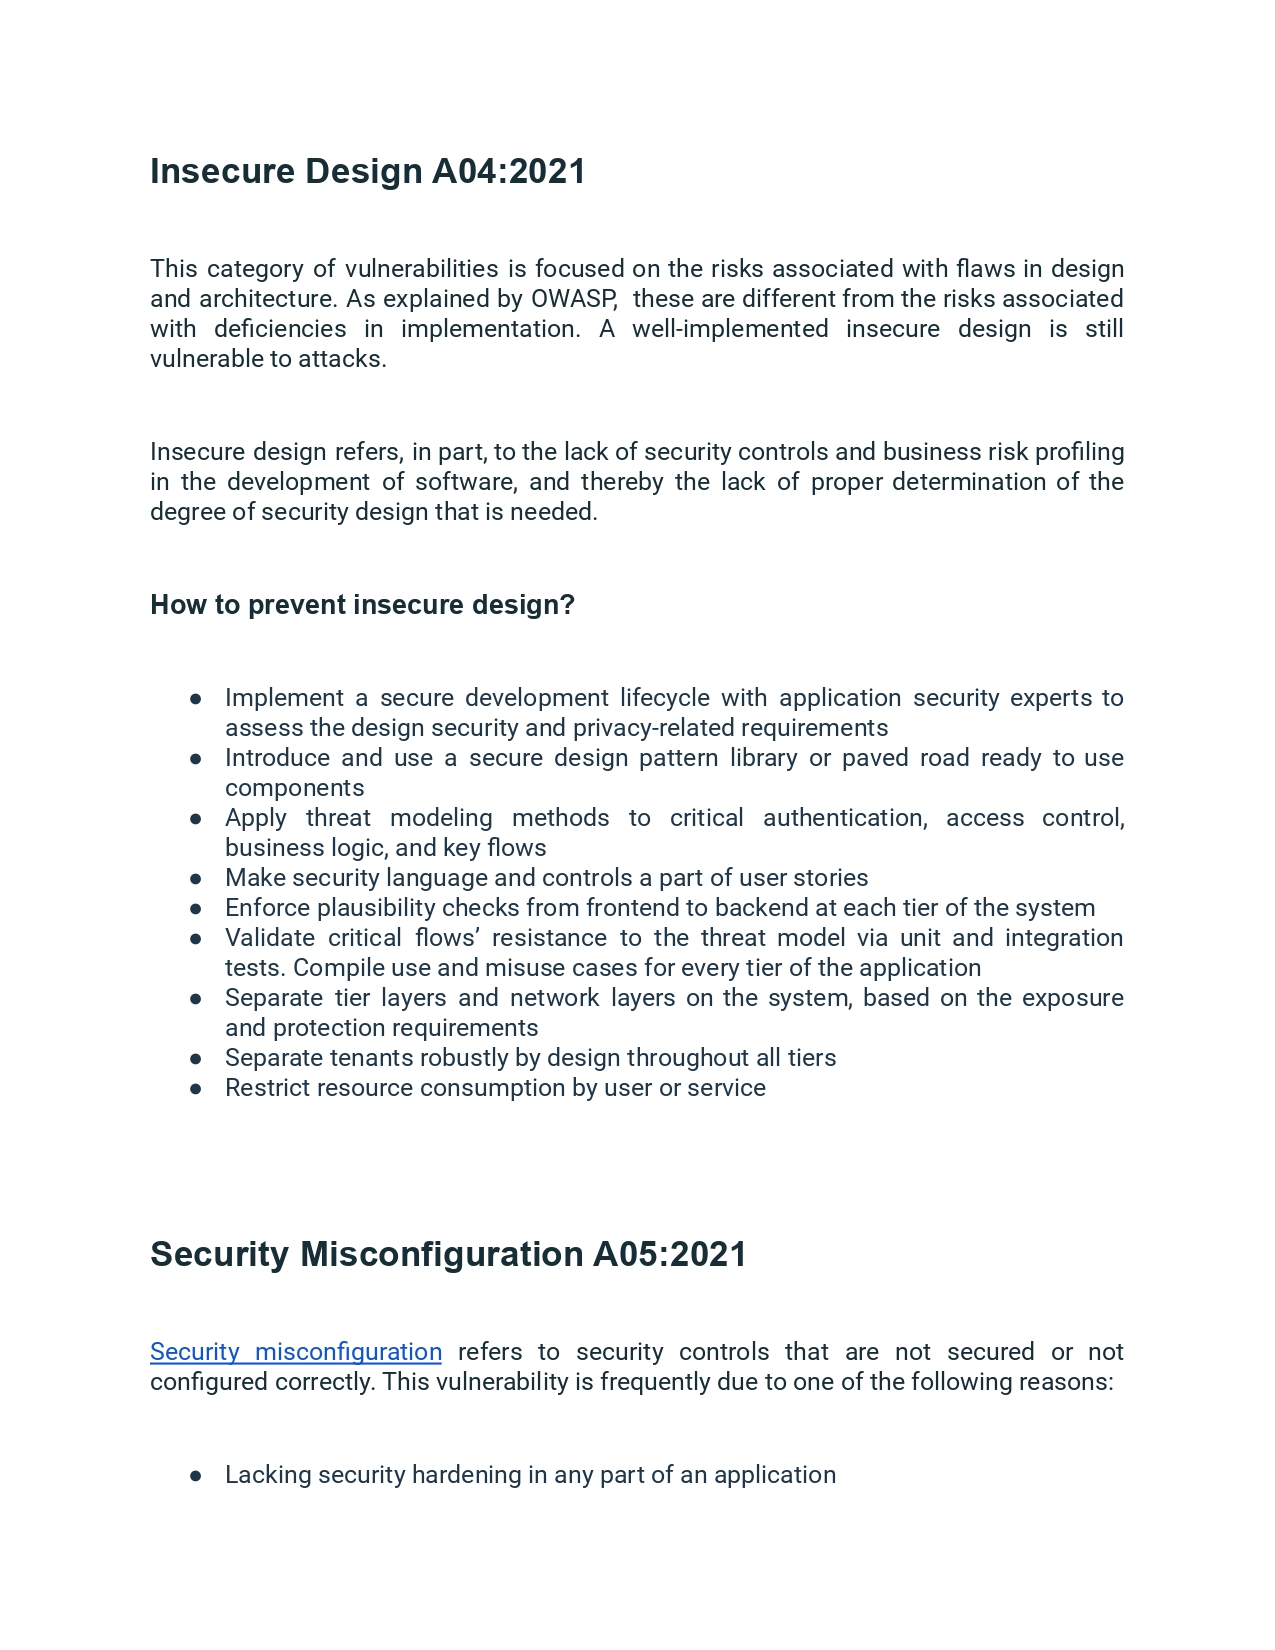 Insecure Design A04:2021
This category of vulnerabilities is focused on the risks associated with flaws in design
and architecture. As explained by OWASP,  these are different from the risks associated
with deficiencies in implementation. A well-implemented insecure design is still
vulnerable to attacks.
Insecure design refers, in part, to the lack of security controls and business risk profiling
in the development of software, and thereby the lack of proper determination of the
degree of security design that is needed.
How to prevent insecure design?
● Implement a secure development lifecycle with application security experts to
assess the design security and privacy-related requirements
● Introduce and use a secure design pattern library or paved road ready to use
components
● Apply threat modeling methods to critical authentication, access control,
business logic, and key flows
● Make security language and controls a part of user stories
● Enforce plausibility checks from frontend to backend at each tier of the system
● Validate critical flows’ resistance to the threat model via unit and integration
tests. Compile use and misuse cases for every tier of the application
● Separate tier layers and network layers on the system, based on the exposure
and protection requirements
● Separate tenants robustly by design throughout all tiers
● Restrict resource consumption by user or service
Security Misconfiguration A05:2021
Security misconfiguration refers to security controls that are not secured or not
configured correctly. This vulnerability is frequently due to one of the following reasons:
● Lacking security hardening in any part of an application